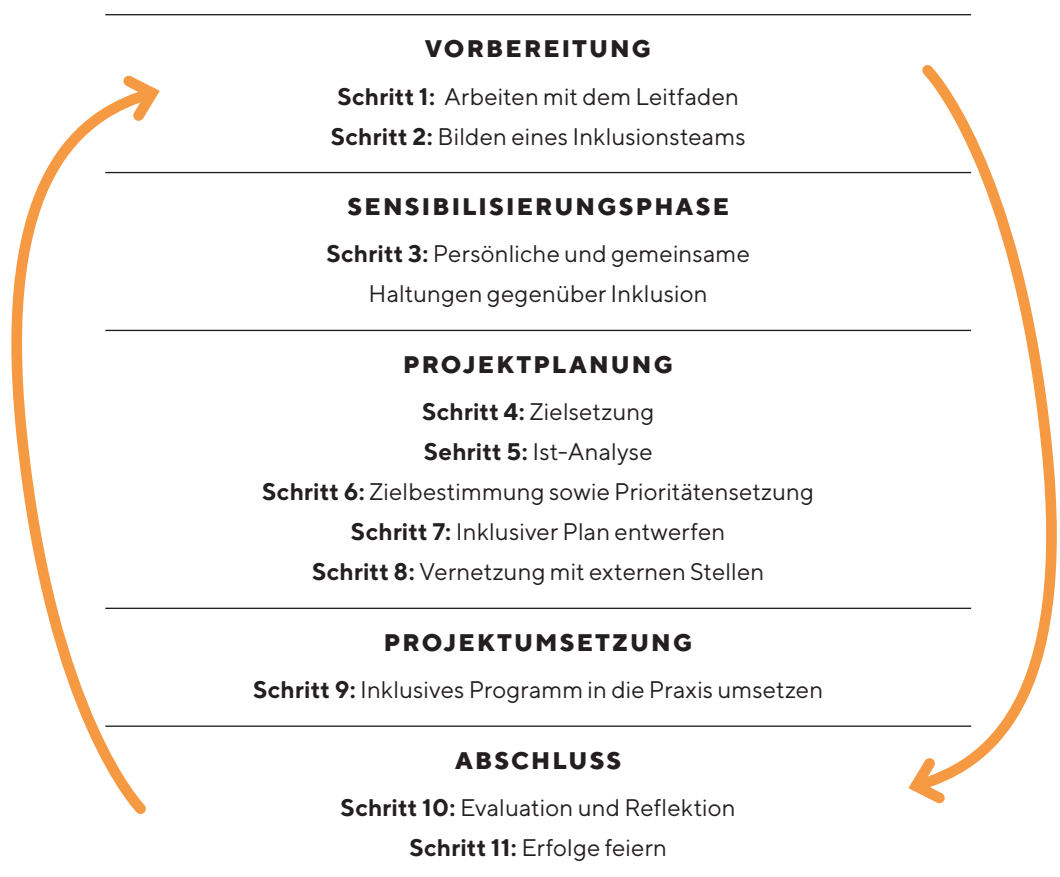 VORBEREITUNG
Schritt 1: Arbeiten mit dem Leitfaden
Schritt 2: Bilden eines Inklusionsteams
SENSIBILISIERUNGSPHASE
Schritt 3: Persönliche und gemeinsame
Haltungen gegenüber Inklusion
PROJEKTPLANUNG
Schritt 4: Zielsetzung
Sehritt 5: Ist-Analyse
Schritt 6: Zielbestimmung sowie Prioritätensetzung
Schritt 7: Inklusiver Plan entwerfen
Schritt 8: Vernetzung mit externen Stellen
PROJEKTUMSETZUNG
Schritt 9: Inklusives Programm in die Praxis umsetzen
ABSCHLUSS
Schritt 10: Evaluation und Reflektion
Schritt 11: Erfolge feiern